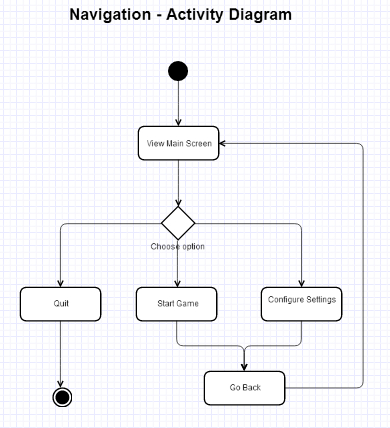 Navigation - Activity Diagram
View Main Screen
Choose option
Quit
Start Game
Configure Settings
Go Back